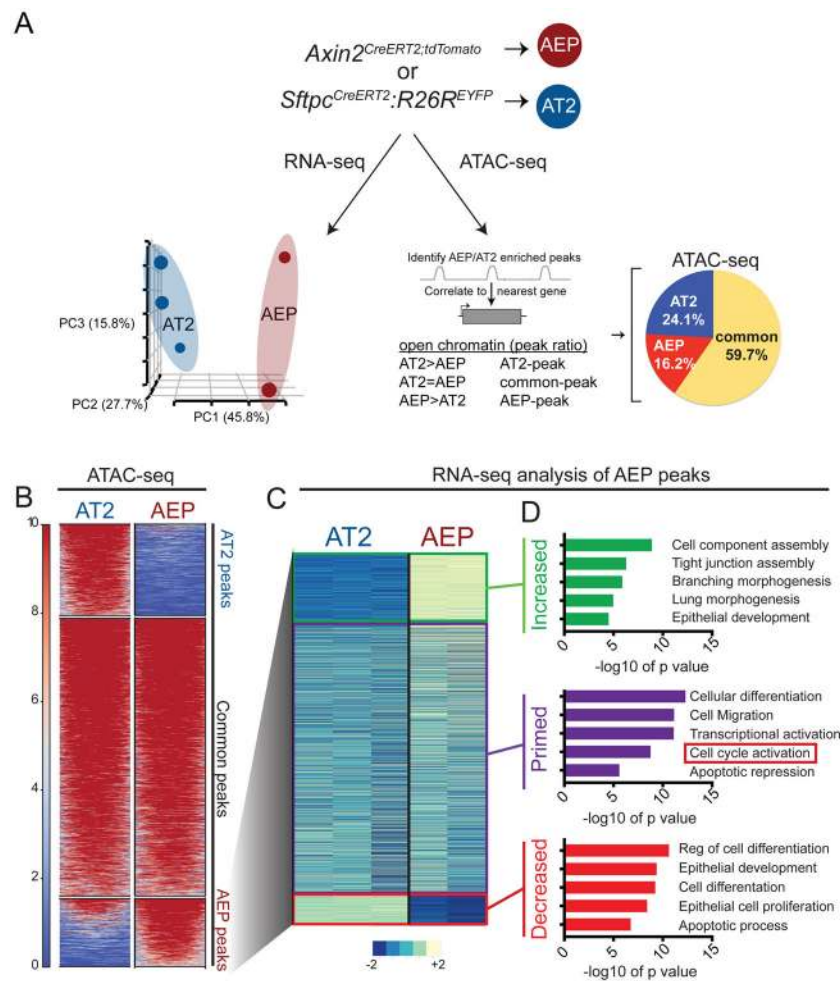 A
Axin2CreERT2;tdTomato
AEP
or
SftpcCreERT2:R26REYFP
AT2
RNA-seq
ATAC-seq
PC3 (15.8%)
AT2
AEP
PC2 (27.7%)
PC1 (45.8%)
Identify AEP/AT2 enriched peaks
Correlate to nearest gene
open chromatin (peak ratio)
AT2>AEP AT2-peak
AT2=AEP common-peak
AEP>AT2 AEP-peak
ATAC-seq
AT2
24.1%
AEP
16.2%
common
59.7%
B
ATAC-seq
AT2 AEP
10
8
6
4
2
0
AT2 peaks
Common peaks
AEP peaks
RNA-seq analysis of AEP peaks
C
AT2 AEP
-2 +2
D
Increased
Cell component assembly
Tight junction assembly
Branching morphogenesis
Lung morphogenesis
Epithelial development
0 5 10 15
-log10 of p value
Primed
Cellular differentiation
Cell Migration
Transcriptional activation
Cell cycle activation
Apoptotic repression
0 5 10 15
-log10 of p value
Decreased
Reg of cell differentiation
Epithelial development
Cell differentation
Epithelial cell proliferation
Apoptotic process
0 5 10 15
-log10 of p value